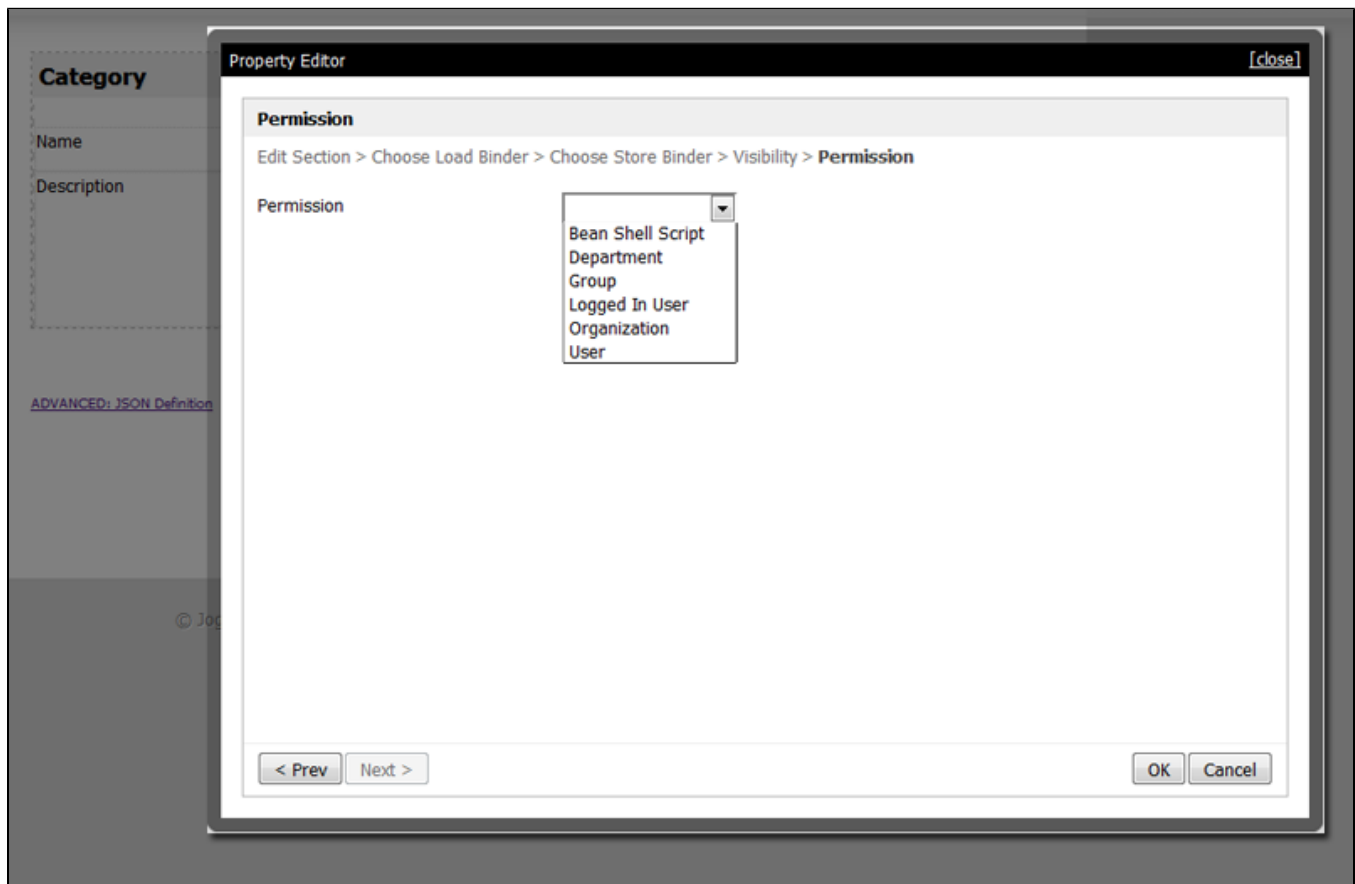 Property Editor [close]
Category
Permission
Name
Edit Section > Choose Load Binder > Choose Store Binder > Visibility > Permission
Description
Permission
Bean Shell Script
Department
Group
Logged In User
Organization
User
ADVANCED: JSON Definition
©
< Prev Next > OK Cancel